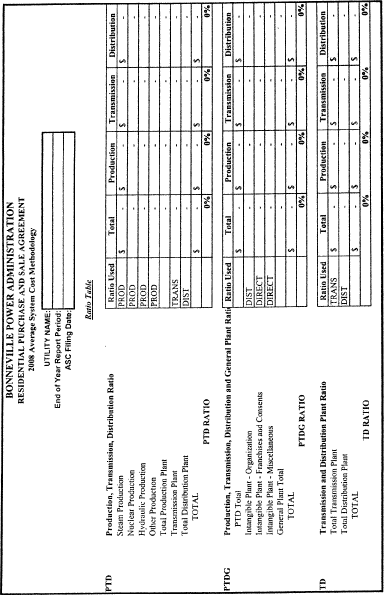 BONNEVILLE POWER ADMINISTRATION
RESIDENTIAL PURCHASE AND SALE AGREEMENT
2008 Average System Cost Methodology
UTILITY NAME:
End of Year Report Period:
ASC Filing Date:
Ratio Table
PTD Production, Transmission, Distribution Ratio Ratio Used Total Production Transmission Distribution
Steam Production PROD $ - $ - $ - $ -
Nuclear Production PROD - - - -
Hydraulic Production PROD - - - -
Other Production PROD - - - -
Total Production Plant - - - -
Transmission Plant TRANS - - - -
Total Distribution Plant DIST - - - -
TOTAL $ - $ - $ - $ -
PTD RATIO 0% 0% 0% 0%
PTDG Production, Transmission, Distribution and General Plant Ratio Ratio Used Total Production Transmission Distribution
PTD Total $ - $ - $ - $ -
Intangible Plant - Organization DIST - - - -
Intangible Plant - Franchises and Consents DIRECT - - - -
Intangible Plant - Miscellaneous DIRECT - - - -
General Plant Total - - - -
TOTAL $ - $ - $ - $ -
PTDG RATIO 0% 0% 0% 0%
TD Transmission and Distribution Plant Ratio Ratio Used Total Production Transmission Distribution
Total Transmission Plant TRANS $ - $ - $ - $ -
Total Distribution Plant DIST - - - -
TOTAL $ - $ - $ - $ -
TD RATIO 0% 0% 0% 0%